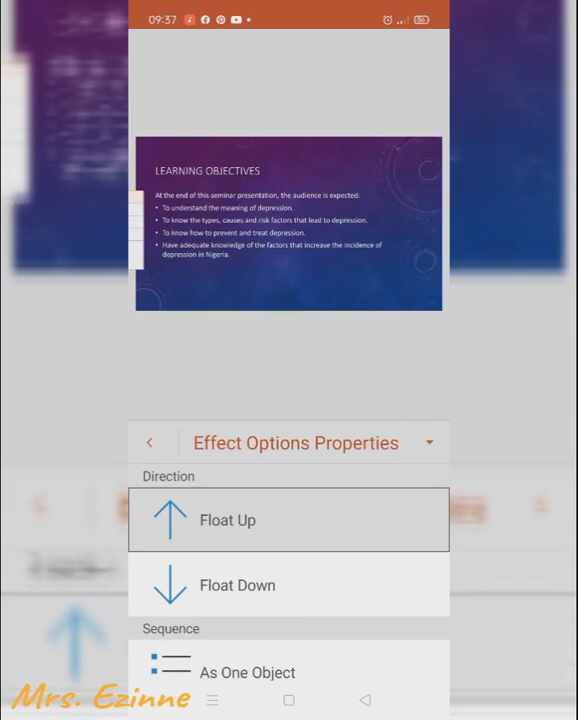 09:37
56
LEARNING OBJECTIVES
At the end of this seminar presentation, the audience is expected:
• To understand the meaning of depression.
• To know the types, causes and risk factors that lead to depression.
• To know how to prevent and treat depression.
• Have adequate knowledge of the factors that increase the incidence of
depression in Nigeria.
Effect Options Properties
Direction
Float Up
Float Down
Sequence
As One Object
Mrs. Ezinne